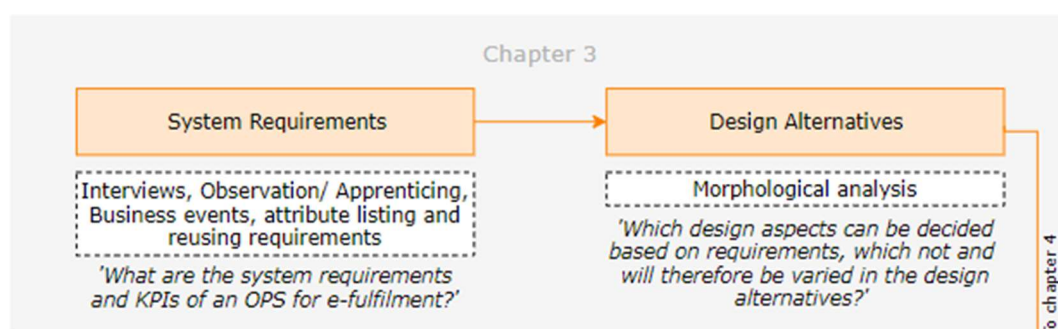 Chapter 3
System Requirements
Design Alternatives
Interviews, Observation/ Apprenticing,
Business events, attribute listing and
reusing requirements
'What are the system requirements
and KPIs of an OPS for e-fulfilment?'
Morphological analysis
'Which design aspects can be decided
based on requirements, which not and
will therefore be varied in the design
alternatives?'
chapter 4